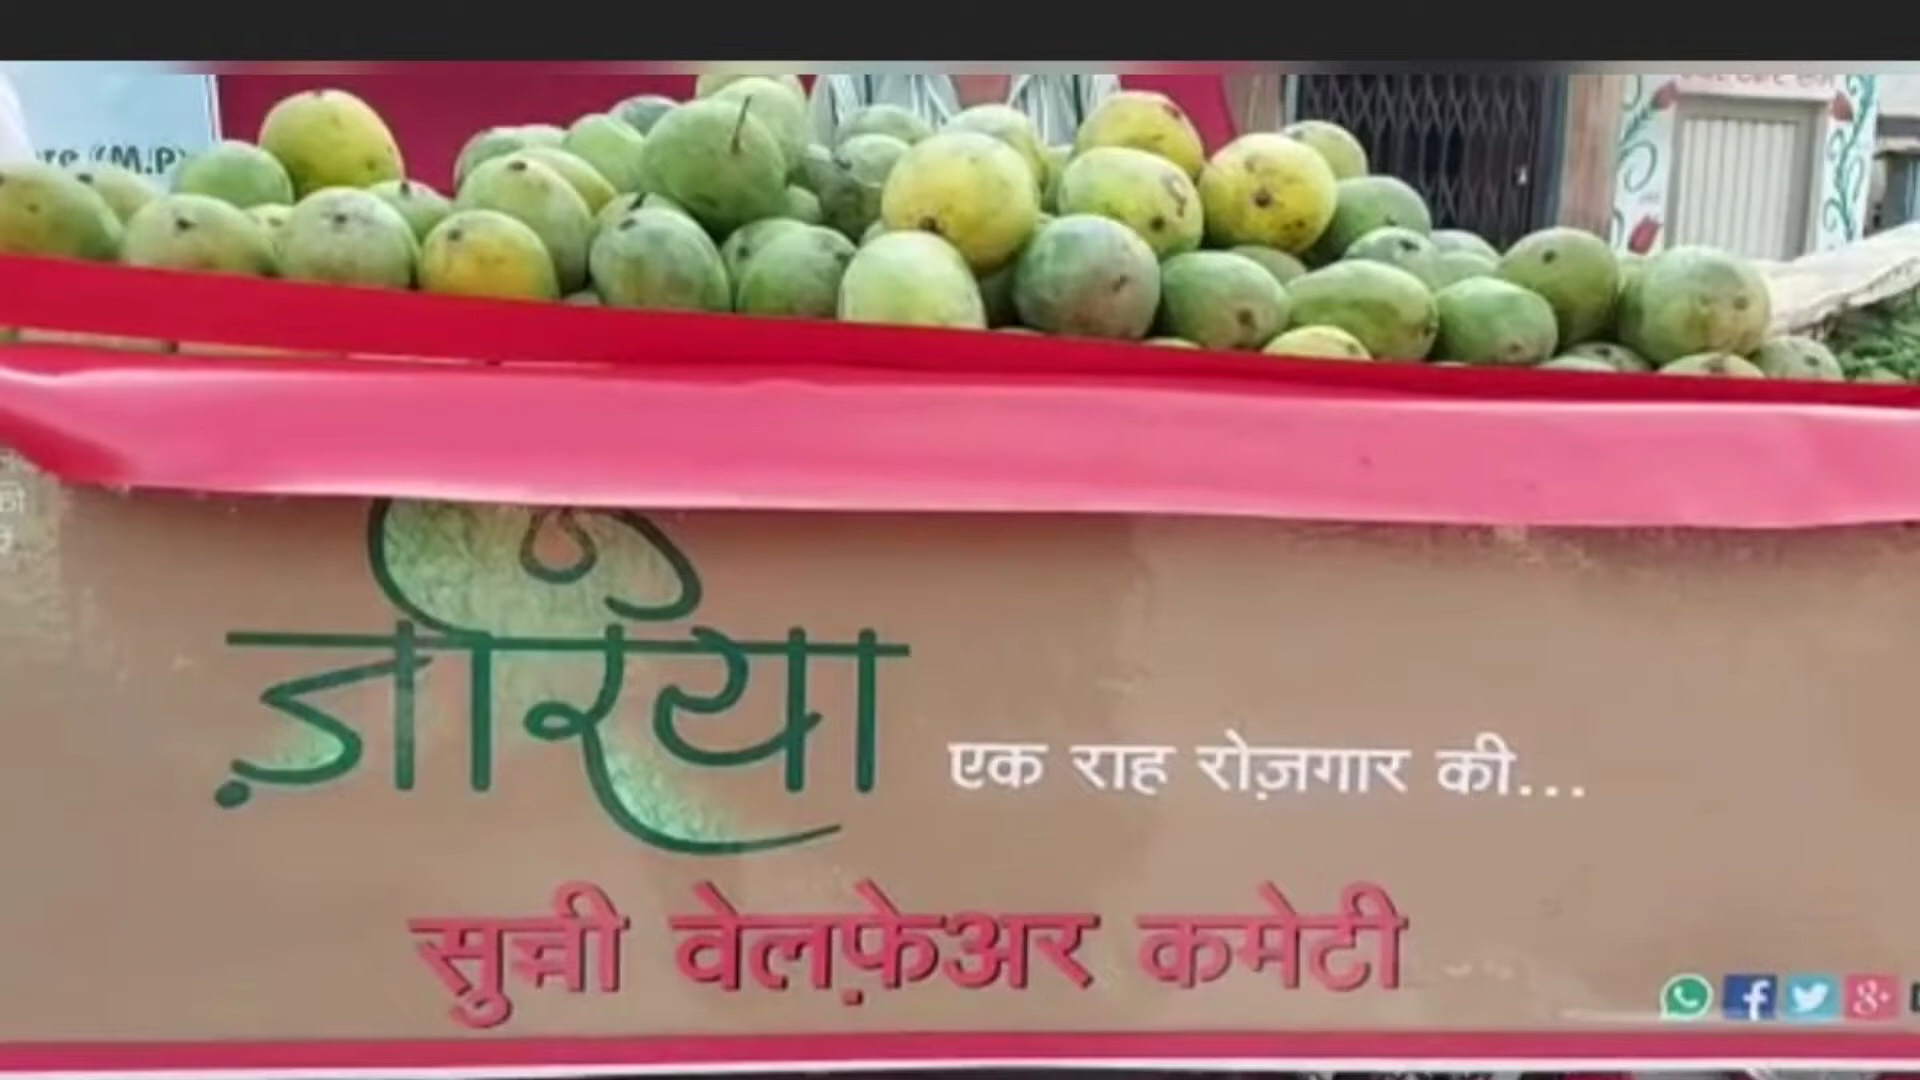 (M.P)
ज़रिया
एक राह रोज़गार की...
सुन्नी वेलफ़ेअर कमेटी